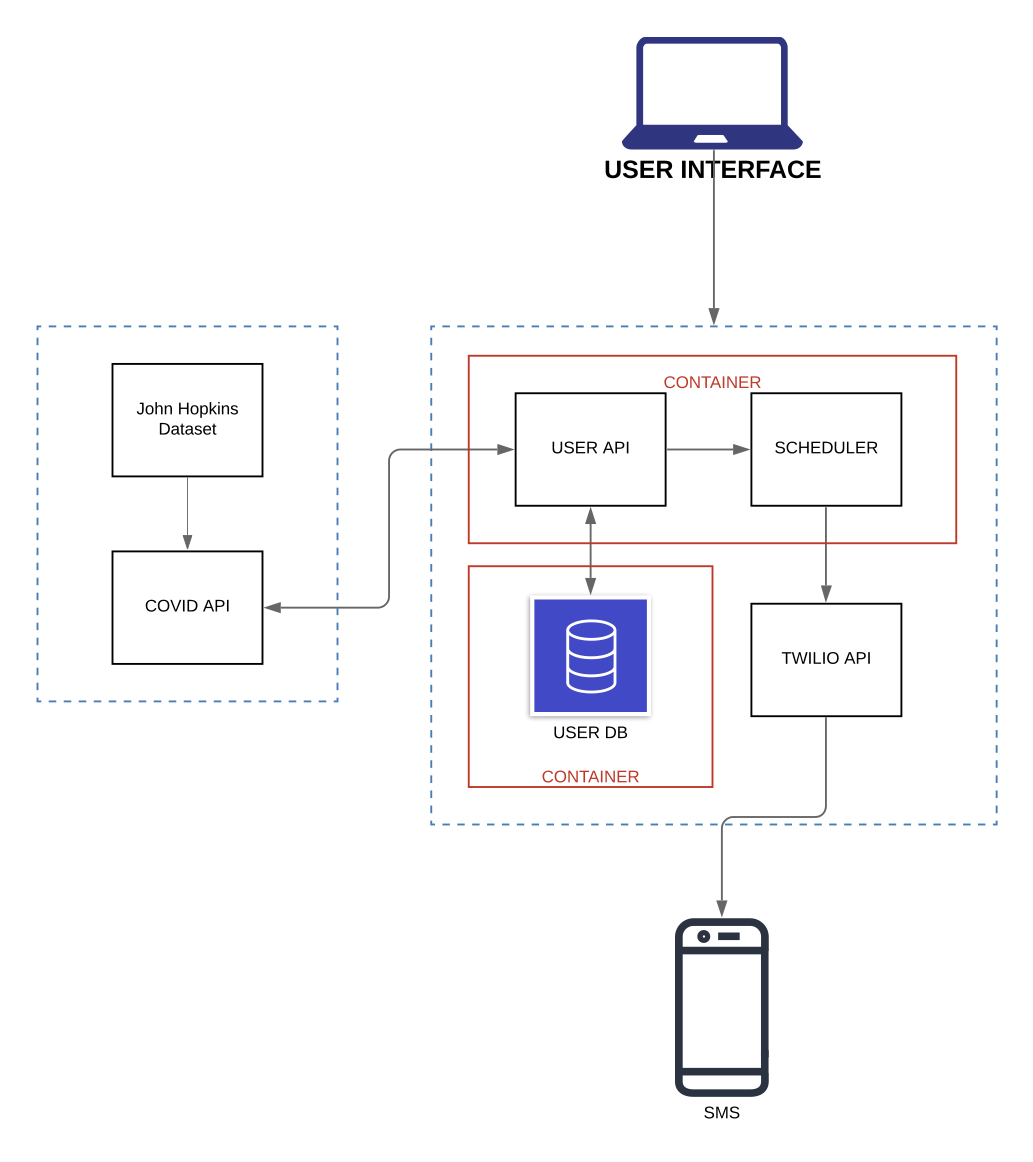 USER INTERFACE
John Hopkins
Dataset
COVID API
CONTAINER
USER API
SCHEDULER
USER DB
CONTAINER
TWILIO API
SMS